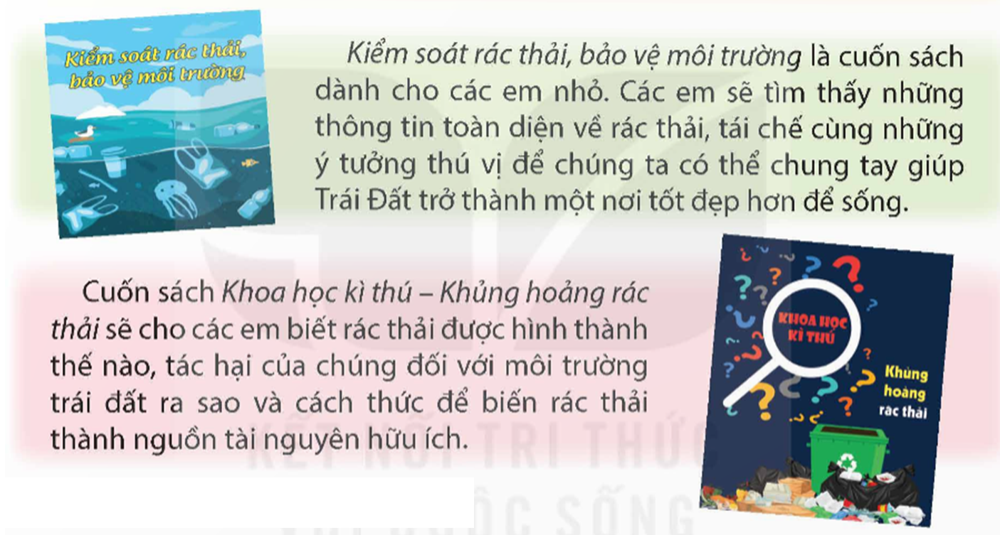 Kiểm soát rác thải,
bảo vệ môi trường
Kiểm soát rác thải, bảo vệ môi trường là cuốn sách
dành cho các em nhỏ. Các em sẽ tìm thấy những
thông tin toàn diện về rác thải, tái chế cùng những
ý tưởng thú vị để chúng ta có thể chung tay giúp
Trái Đất trở thành một nơi tốt đẹp hơn để sống.
Cuốn sách Khoa học kì thú – Khủng hoảng rác
thải sẽ cho các em biết rác thải được hình thành
thế nào, tác hại của chúng đối với môi trường
trái đất ra sao và cách thức để biến rác thải
thành nguồn tài nguyên hữu ích.
KHOA HỌC
KÌ THÚ
Khủng
hoảng
rác thải
KẾT NỐI TRI THỨC
CUỘC SỐNG